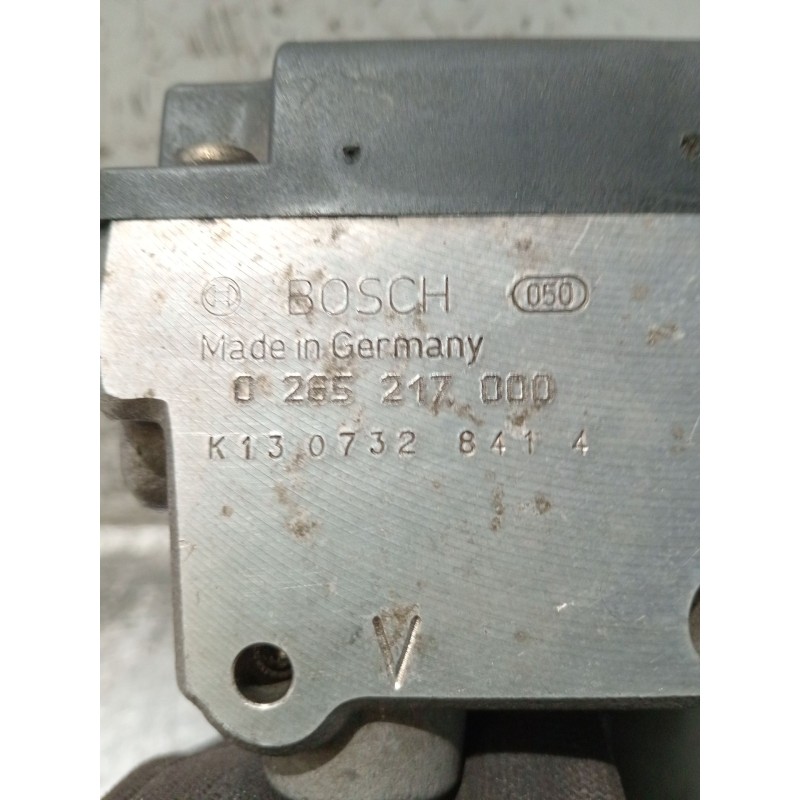 BOSCH 050
Made in Germany
0 265 217 000
K13 0732 841 4
V